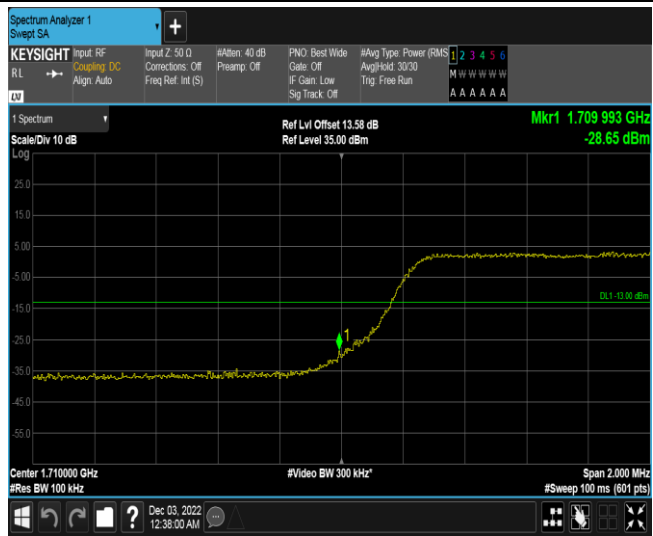 Spectrum Analyzer 1
Swept SA
+
KEYSIGHT
RL
Input: RF
Coupling: DC
Align: Auto
Input Z: 50 Ω
Corrections: Off
Freq Ref: Int (S)
#Atten: 40 dB
Preamp: Off
PNO: Best Wide
Gate: Off
IF Gain: Low
Sig Track: Off
#Avg Type: Power (RMS
Avg|Hold: 30/30
Trig: Free Run
1 2 3 4 5 6
M W W W W W
A A A A A A
LXI
1 Spectrum
Scale/Div 10 dB
Log
Ref Lvl Offset 13.58 dB
Ref Level 35.00 dBm
Mkr1 1.709 993 GHz
-28.65 dBm
25.0
15.0
5.00
-5.00
DL1 -13.00 dBm
-15.0
1
-25.0
-35.0
-45.0
-55.0
Center 1.710000 GHz
#Res BW 100 kHz
#Video BW 300 kHz*
Span 2.000 MHz
#Sweep 100 ms (601 pts)
?
Dec 03, 2022
12:38:00 AM